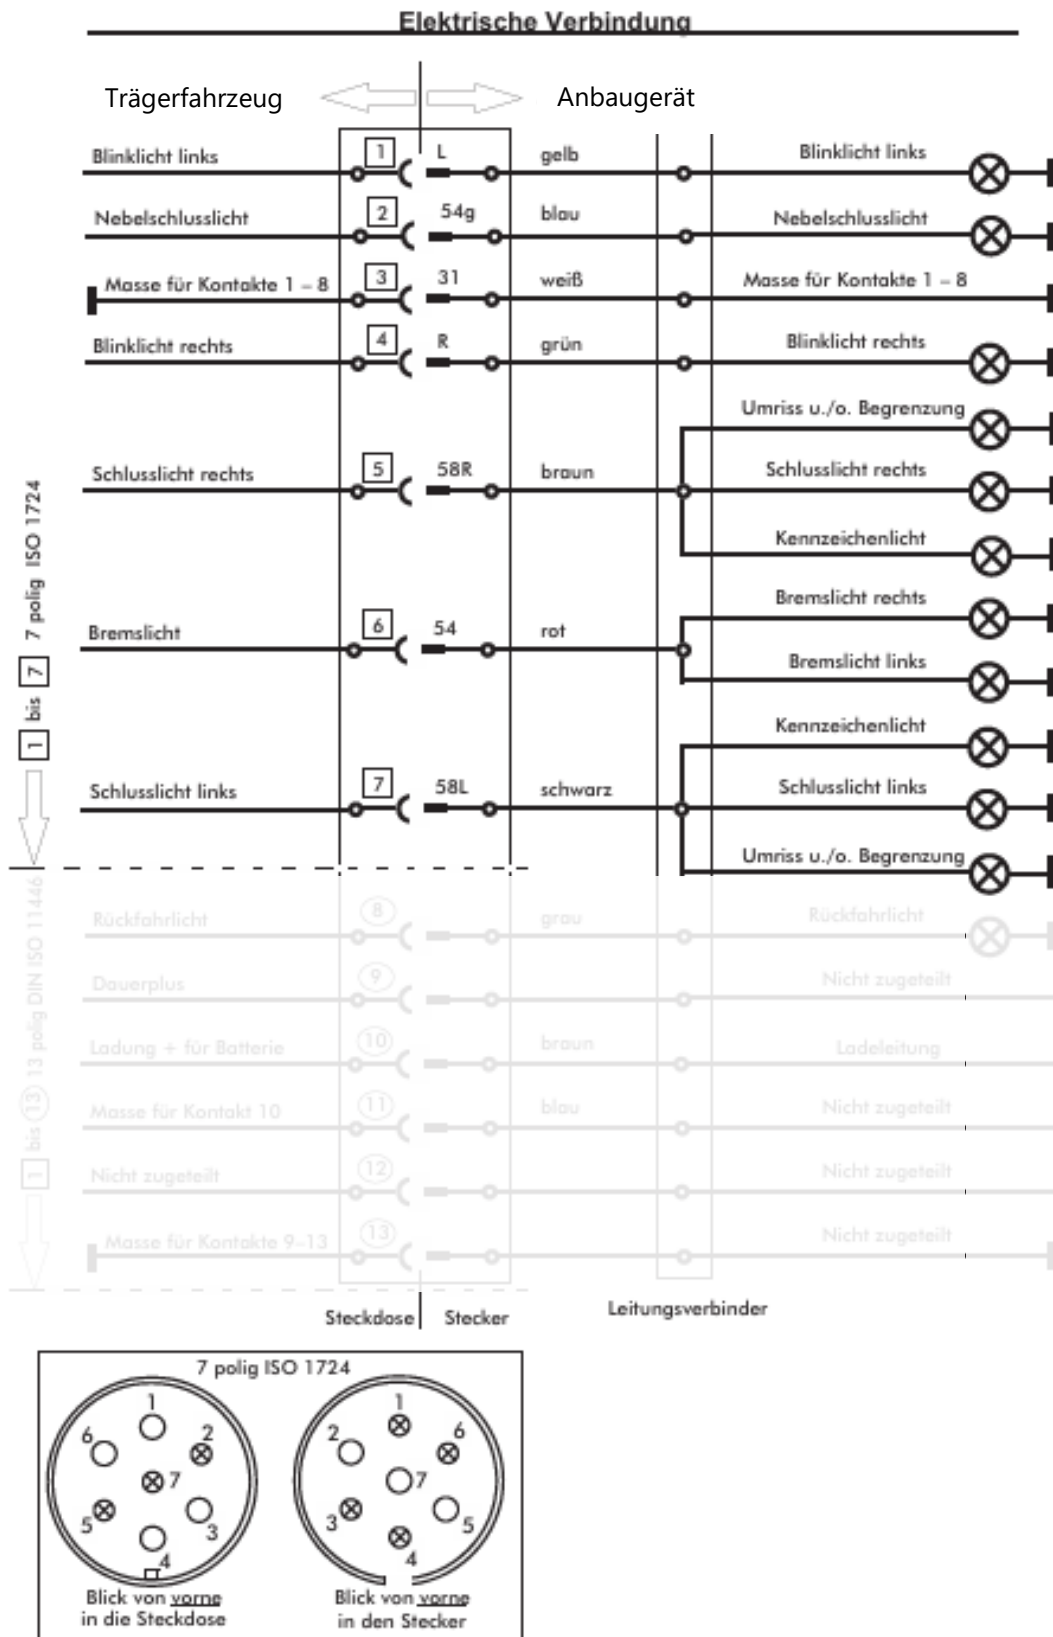 Elektrische Verbindung
Trägerfahrzeug Anbaugerät
Blinklicht links 1 L gelb Blinklicht links
Nebelschlusslicht 2 54g blau Nebelschlusslicht
Masse für Kontakte 1 – 8 3 31 weiß Masse für Kontakte 1 – 8
Blinklicht rechts 4 R grün Blinklicht rechts
Umriss u./o. Begrenzung
Schlusslicht rechts 5 58R braun Schlusslicht rechts
Kennzeichenlicht
Bremslicht rechts
Bremslicht 6 54 rot
Bremslicht links
Kennzeichenlicht
Schlusslicht links 7 58L schwarz Schlusslicht links
Umriss u./o. Begrenzung
1 bis 7 7 polig ISO 1724
Rückfahrlicht 8 grau Rückfahrlicht
Dauerplus 9 Nicht zugeteilt
Ladung + für Batterie 10 braun Ladeleitung
Masse für Kontakt 10 11 blau Nicht zugeteilt
Nicht zugeteilt 12 Nicht zugeteilt
Masse für Kontakte 9–13 13 Nicht zugeteilt
1 bis 13 13 polig DIN ISO 11446
Steckdose Stecker Leitungsverbinder
7 polig ISO 1724
1 1
6 2 2 6
7 7
5 3 3 5
4 4
Blick von vorne Blick von vorne
in die Steckdose in den Stecker